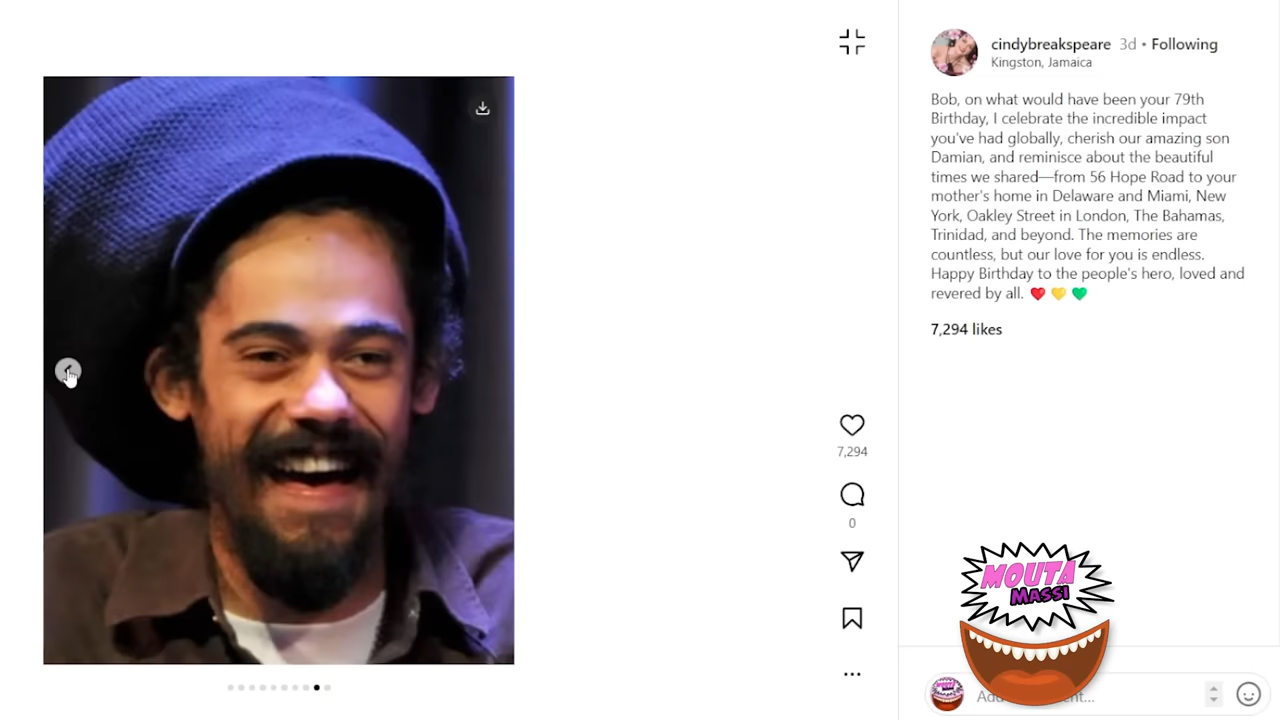 cindybreakspeare 3d • Following
Kingston, Jamaica
Bob, on what would have been your 79th
Birthday, I celebrate the incredible impact
you've had globally, cherish our amazing son
Damian, and reminisce about the beautiful
times we shared—from 56 Hope Road to your
mother's home in Delaware and Miami, New
York, Oakley Street in London, The Bahamas,
Trinidad, and beyond. The memories are
countless, but our love for you is endless.
Happy Birthday to the people's hero, loved and
revered by all. ❤️ 💛 💚
7,294 likes
7,294
0
MOUTA
MASSI